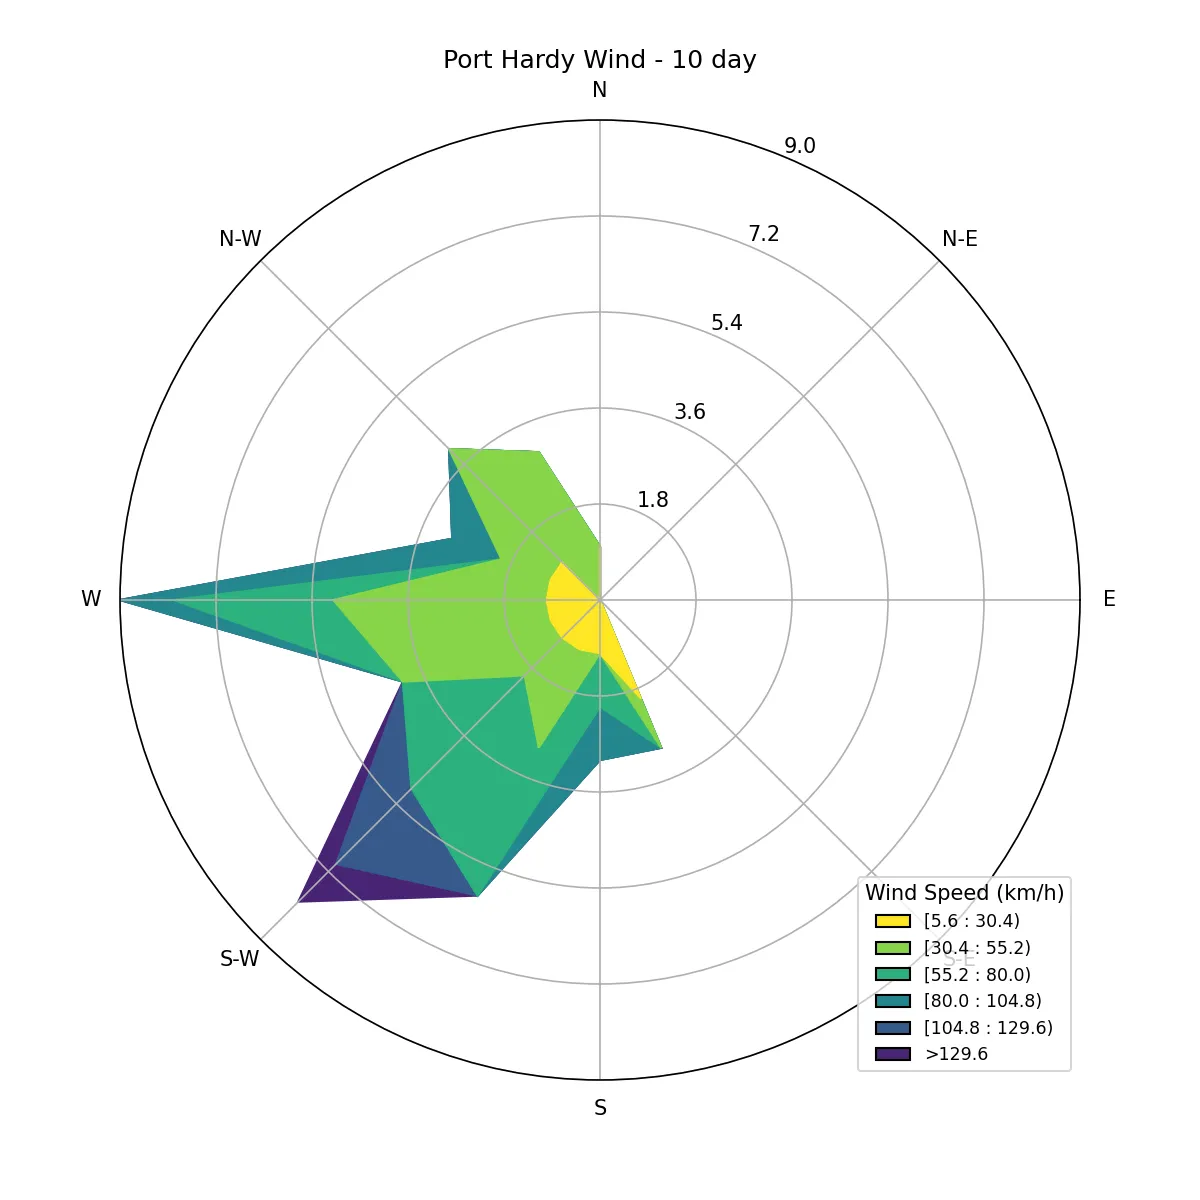 Port Hardy Wind - 10 day
N
9.0
N-W
N-E
7.2
5.4
3.6
1.8
W
E
S-W
S-E
S
Wind Speed (km/h)
[5.6 : 30.4)
[30.4 : 55.2)
[55.2 : 80.0)
[80.0 : 104.8)
[104.8 : 129.6)
>129.6